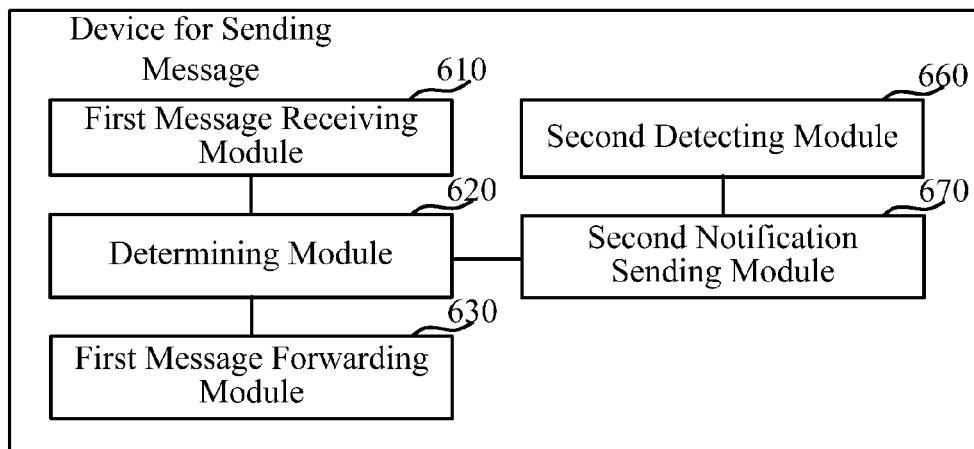 Device for Sending
Message
610
First Message Receiving
Module
620
Determining Module
630
First Message Forwarding
Module
660
Second Detecting Module
670
Second Notification
Sending Module